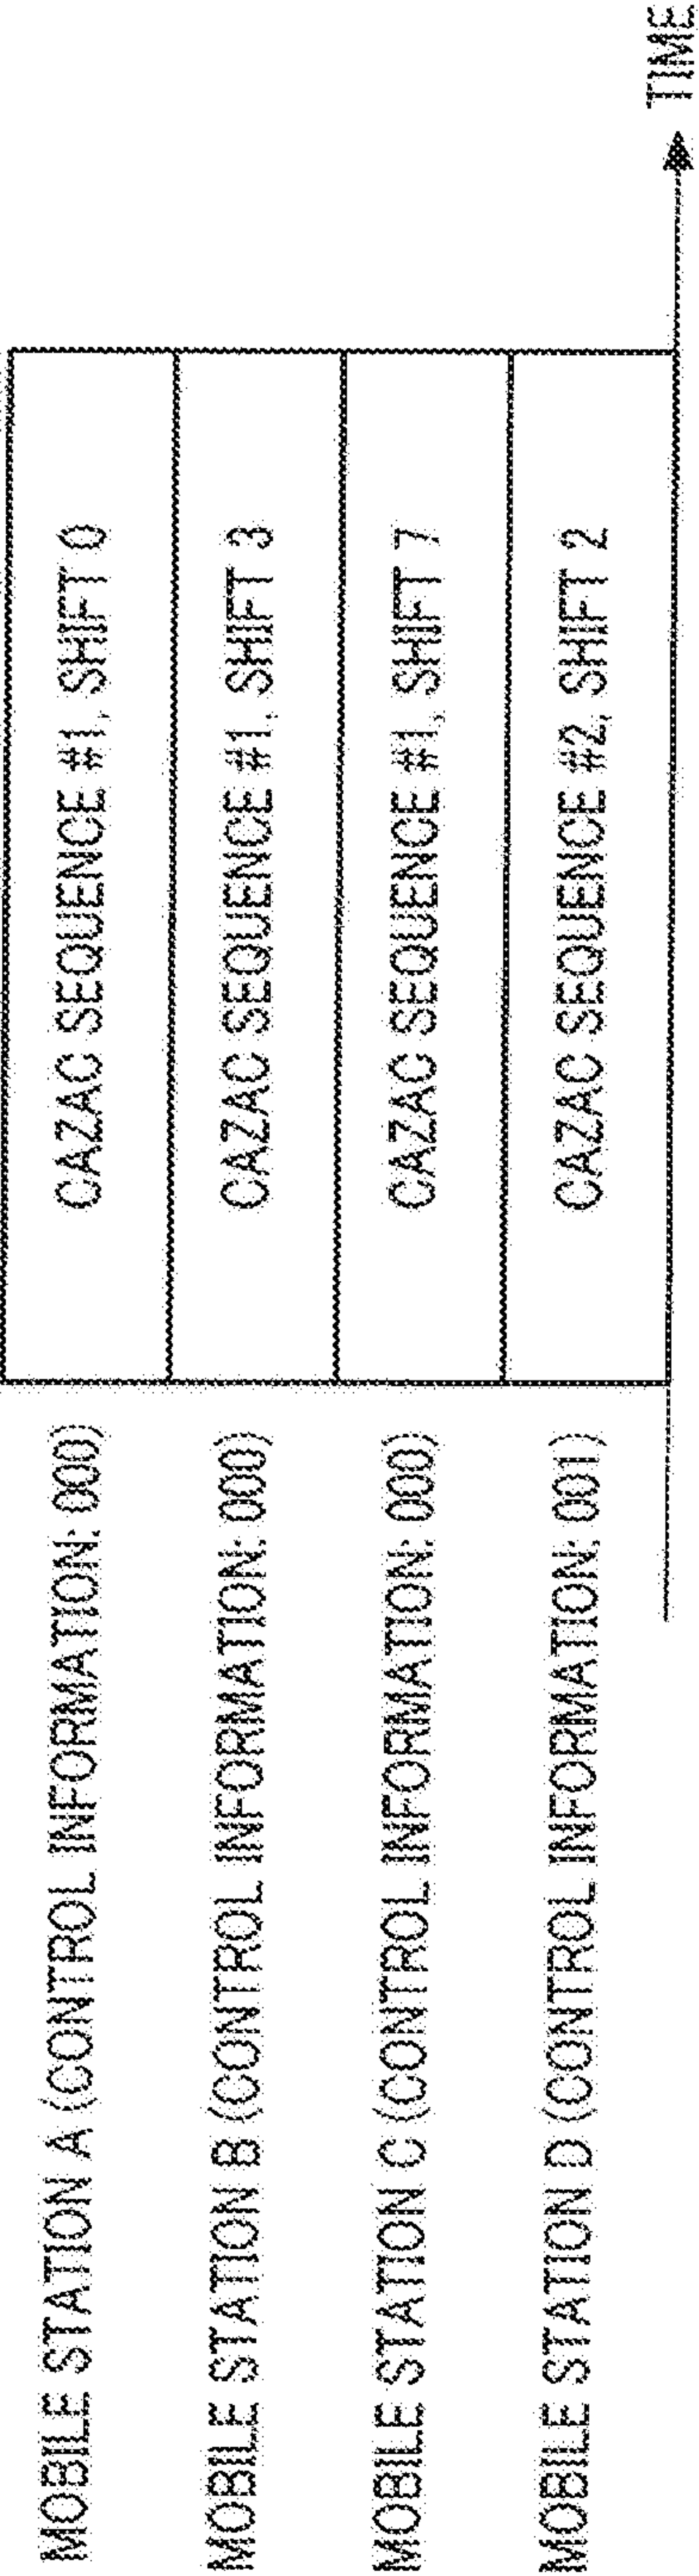 MOBILE STATION A (CONTROL INFORMATION: 000)
CAZAC SEQUENCE #1, SHIFT 0
MOBILE STATION B (CONTROL INFORMATION: 000)
CAZAC SEQUENCE #1, SHIFT 3
MOBILE STATION C (CONTROL INFORMATION: 000)
CAZAC SEQUENCE #1, SHIFT 7
MOBILE STATION D (CONTROL INFORMATION: 001)
CAZAC SEQUENCE #2, SHIFT 2
TIME